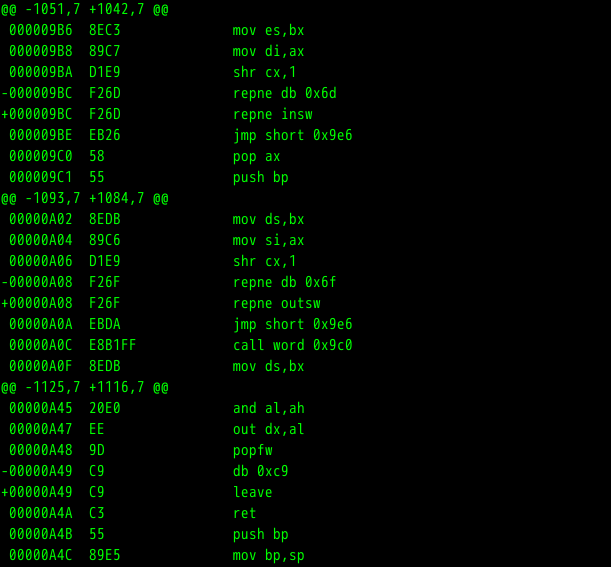 @@ -1051,7 +1042,7 @@
 000009B6  8EC3              mov es,bx
 000009B8  89C7              mov di,ax
 000009BA  D1E9              shr cx,1
-000009BC  F26D              repne db 0x6d
+000009BC  F26D              repne insw
 000009BE  EB26              jmp short 0x9e6
 000009C0  58                pop ax
 000009C1  55                push bp
@@ -1093,7 +1084,7 @@
 00000A02  8EDB              mov ds,bx
 00000A04  89C6              mov si,ax
 00000A06  D1E9              shr cx,1
-00000A08  F26F              repne db 0x6f
+00000A08  F26F              repne outsw
 00000A0A  EBDA              jmp short 0x9e6
 00000A0C  E8B1FF            call word 0x9c0
 00000A0F  8EDB              mov ds,bx
@@ -1125,7 +1116,7 @@
 00000A45  20E0              and al,ah
 00000A47  EE                out dx,al
 00000A48  9D                popfw
-00000A49  C9                db 0xc9
+00000A49  C9                leave
 00000A4A  C3                ret
 00000A4B  55                push bp
 00000A4C  89E5              mov bp,sp